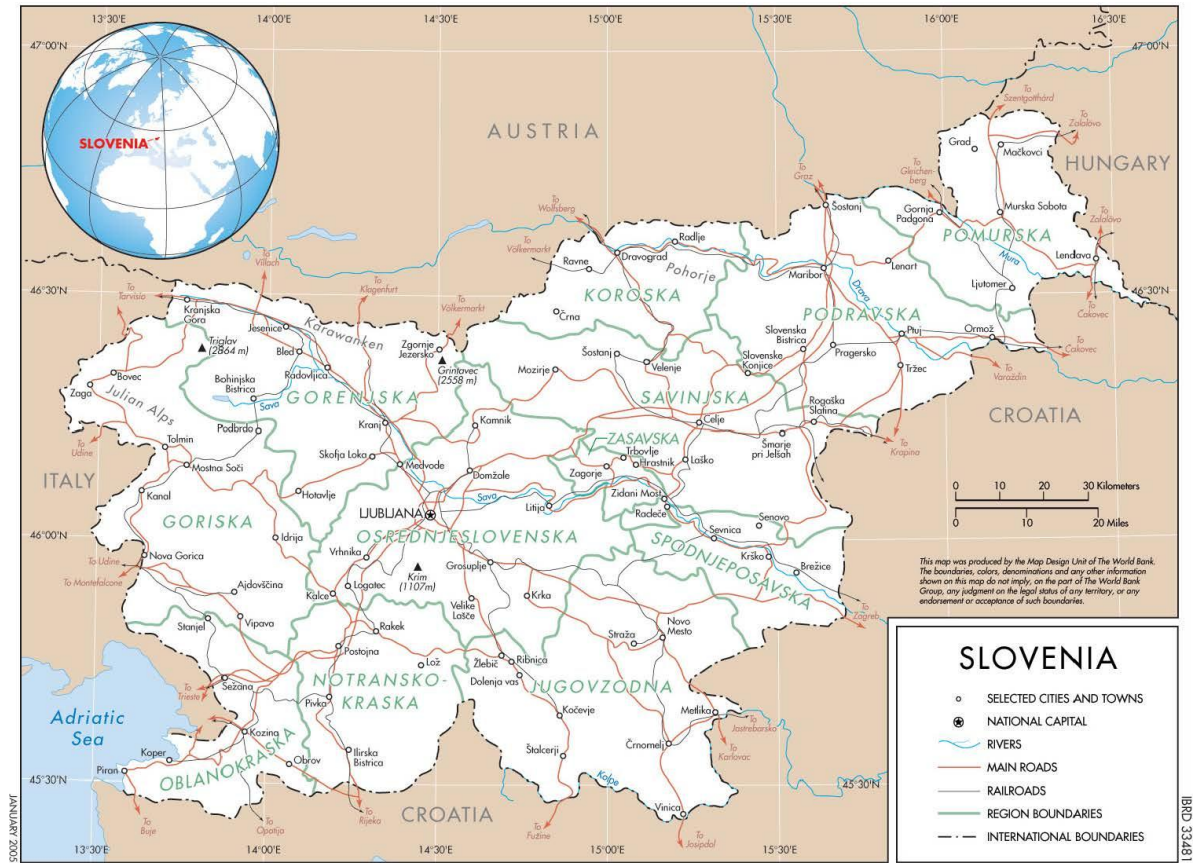 13°30'E
14°00'E
14°30'E
15°00'E
15°30'E
16°00'E
16°30'E
47°00'N
47°00'N
SLOVENIA
AUSTRIA
HUNGARY
To
Szentgotthárd
To
Zalalövo
Grad
Mačkovci
To
Graz
To
Gleichen-
berg
To
Wolfsberg
Šostanj
Gornja
Padgona
Murska Sobota
To
Zalalövo
POMURSKA
To
Völkermarkt
Radlje
Ravne
Dravograd
Pohorje
Maribor
Lenart
Mura
Lendava
To
Villach
KOROSKA
Drava
Ljutomer
46°30'N
46°30'N
To
Tarvisio
To
Klagenfurt
To
Völkermarkt
To
Cakovec
Kranjska
Gora
Jesenice
Karawanken
Črna
PODRAVSKA
Triglav
(2864 m)
Bled
Zgornje
Jezersko
Slovenska
Bistrica
Ptuj
Ormož
Grintavec
(2558 m)
Šostanj
Velenje
Slovenske
Konjice
Pragersko
To
Cakovec
Bovec
Zaga
Radovljica
Mozirje
Tržec
To
Varaždin
Julian Alps
Bohinjska
Bistrica
Sava
GORENJSKA
SAVINJSKA
Rogaška
Slatina
CROATIA
To
Udine
Tolmin
Podbrdo
Kranj
Kamnik
Celje
ZASAVSKA
Šmarje
pri Jelšah
To
Krapina
ITALY
Mostna Soči
Skofja Loka
Medvode
Domžale
Trbovlje
Hrastnik
Zagorje
Laško
Kanal
Hotavlje
Sava
Litija
Zidani Most
Radeče
0 10 20 30 Kilometers
0 10 20 Miles
LJUBLJANA
GORISKA
46°00'N
46°00'N
Idrija
OSREDNJESLOVENSKA
Senovo
Sevnica
SPODNJEPOSAVSKA
Krško
Brežice
To Udine
Nova Gorica
To Montefalcone
Vrhnika
Krim
(1107m)
Grosuplje
Ajdovščina
Logatec
Kalce
Velike
Lašče
Krka
To
Zagreb
This map was produced by the Map Design Unit of The World Bank.
The boundaries, colors, denominations and any other information
shown on this map do not imply, on the part of The World Bank
Group, any judgment on the legal status of any territory, or any
endorsement or acceptance of such boundaries.
Stanjel
Vipava
Rakek
Novo
Mesto
Straža
Postojna
Lož
Žlebič
Ribnica
Dolenja vas
To
Trieste
Sežana
NOTRANSKO-
KRASKA
JUGOVZODNA
Pivka
Kočevje
Metlika
To
Jastrebarska
Adriatic
Sea
Kozina
Črnomelj
To
Karlovac
Koper
Ilirska
Bistrica
Štalcerji
Piran
OBLANOKRASKA
Obrov
Kolpe
45°30'N
45°30'N
Vinica
CROATIA
To
Buje
To
Opatija
To
Rijeka
To
Fužine
To
Josipdol
13°30'E
14°00'E
14°30'E
15°00'E
15°30'E
SLOVENIA
SELECTED CITIES AND TOWNS
NATIONAL CAPITAL
RIVERS
MAIN ROADS
RAILROADS
REGION BOUNDARIES
INTERNATIONAL BOUNDARIES
JANUARY 2005
IBRD 33481